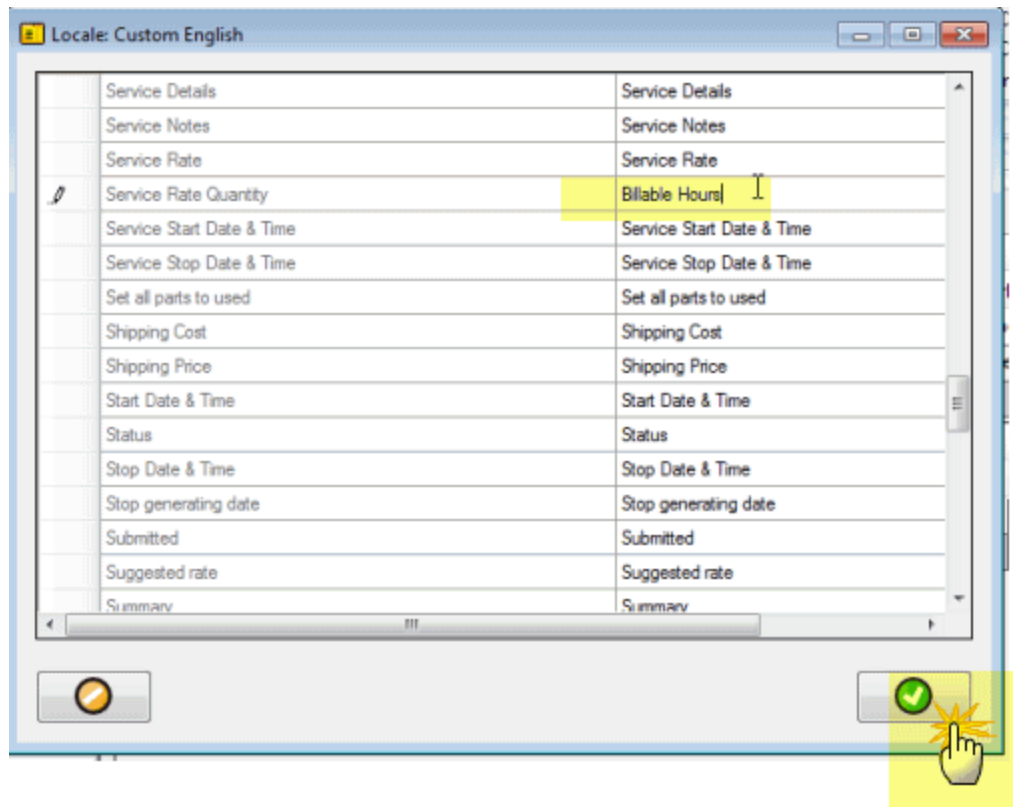 Locale: Custom English
Service Details Service Details
Service Notes Service Notes
Service Rate Service Rate
Service Rate Quantity Billable Hours
Service Start Date & Time Service Start Date & Time
Service Stop Date & Time Service Stop Date & Time
Set all parts to used Set all parts to used
Shipping Cost Shipping Cost
Shipping Price Shipping Price
Start Date & Time Start Date & Time
Status Status
Stop Date & Time Stop Date & Time
Stop generating date Stop generating date
Submitted Submitted
Suggested rate Suggested rate
Summary Summary